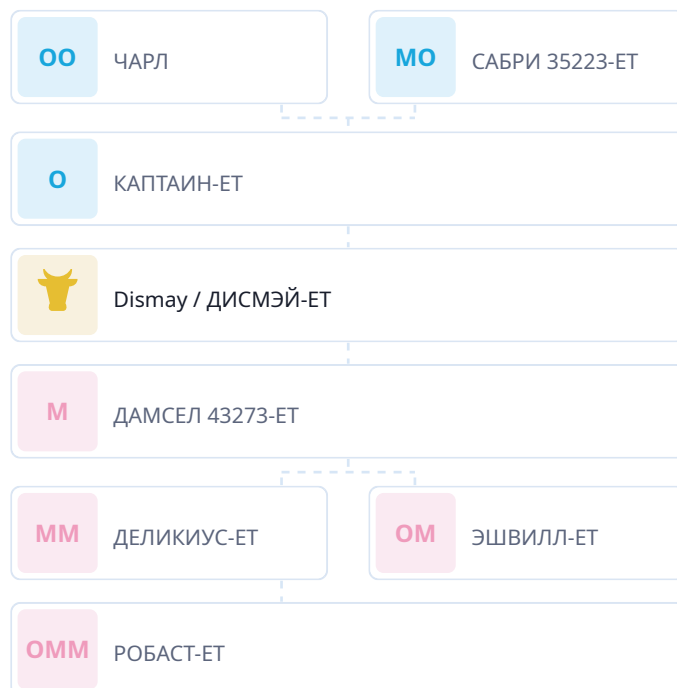 ОО ЧАРЛ
МО САБРИ 35223-ЕТ
О КАПТАИН-ЕТ
Dismay / ДИСМЭЙ-ЕТ
М ДАМСЕЛ 43273-ЕТ
ММ ДЕЛИКИУС-ЕТ
ОМ ЭШВИЛЛ-ЕТ
ОММ РОБАСТ-ЕТ